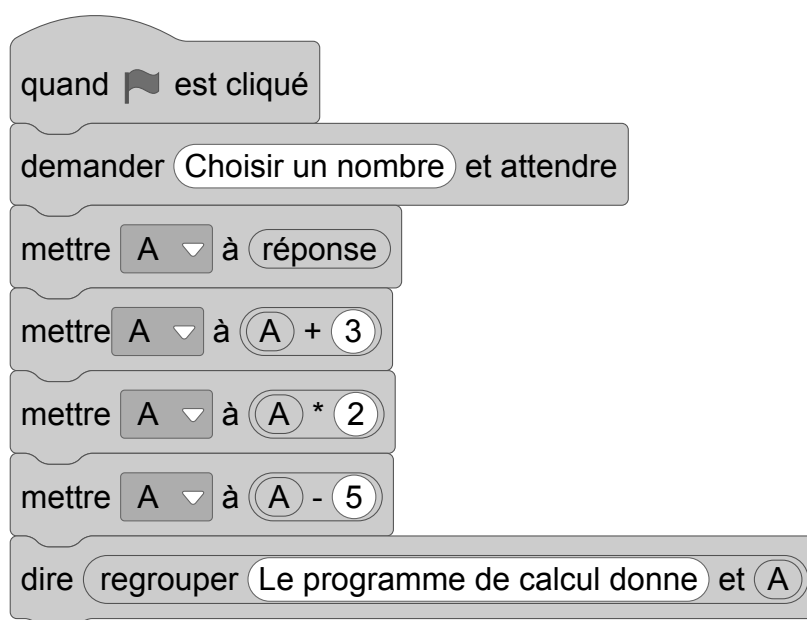 quand est cliqué
demander Choisir un nombre et attendre
mettre A à réponse
mettre A à A + 3
mettre A à A * 2
mettre A à A - 5
dire regrouper Le programme de calcul donne et A